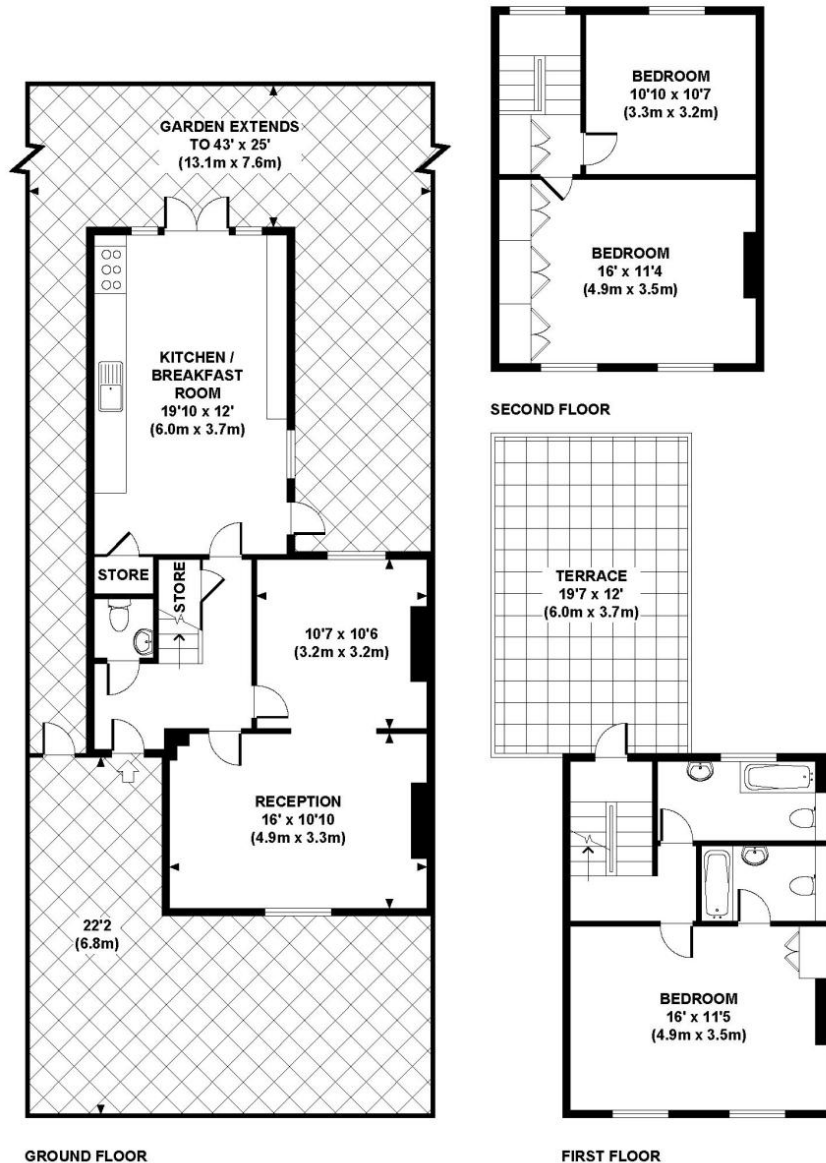 GARDEN EXTENDS
TO 43' x 25'
(13.1m x 7.6m)
KITCHEN /
BREAKFAST
ROOM
19'10 x 12'
(6.0m x 3.7m)
STORE
STORE
10'7 x 10'6
(3.2m x 3.2m)
RECEPTION
16' x 10'10
(4.9m x 3.3m)
22'2
(6.8m)
GROUND FLOOR
BEDROOM
10'10 x 10'7
(3.3m x 3.2m)
BEDROOM
16' x 11'4
(4.9m x 3.5m)
SECOND FLOOR
TERRACE
19'7 x 12'
(6.0m x 3.7m)
BEDROOM
16' x 11'5
(4.9m x 3.5m)
FIRST FLOOR